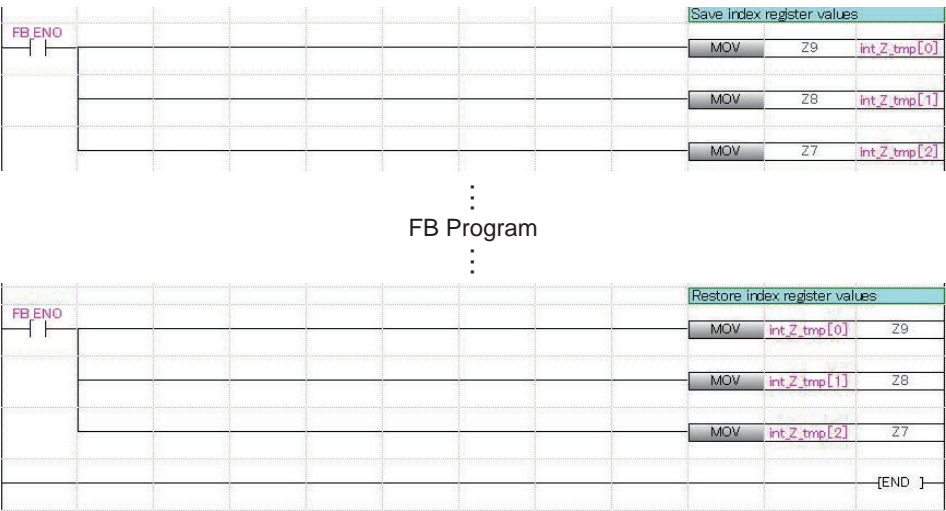 Save index register values
FB_ENO
MOV Z9 int_Z_tmp[0]
MOV Z8 int_Z_tmp[1]
MOV Z7 int_Z_tmp[2]
FB Program
Restore index register values
FB_ENO
MOV int_Z_tmp[0] Z9
MOV int_Z_tmp[1] Z8
MOV int_Z_tmp[2] Z7
[END ]